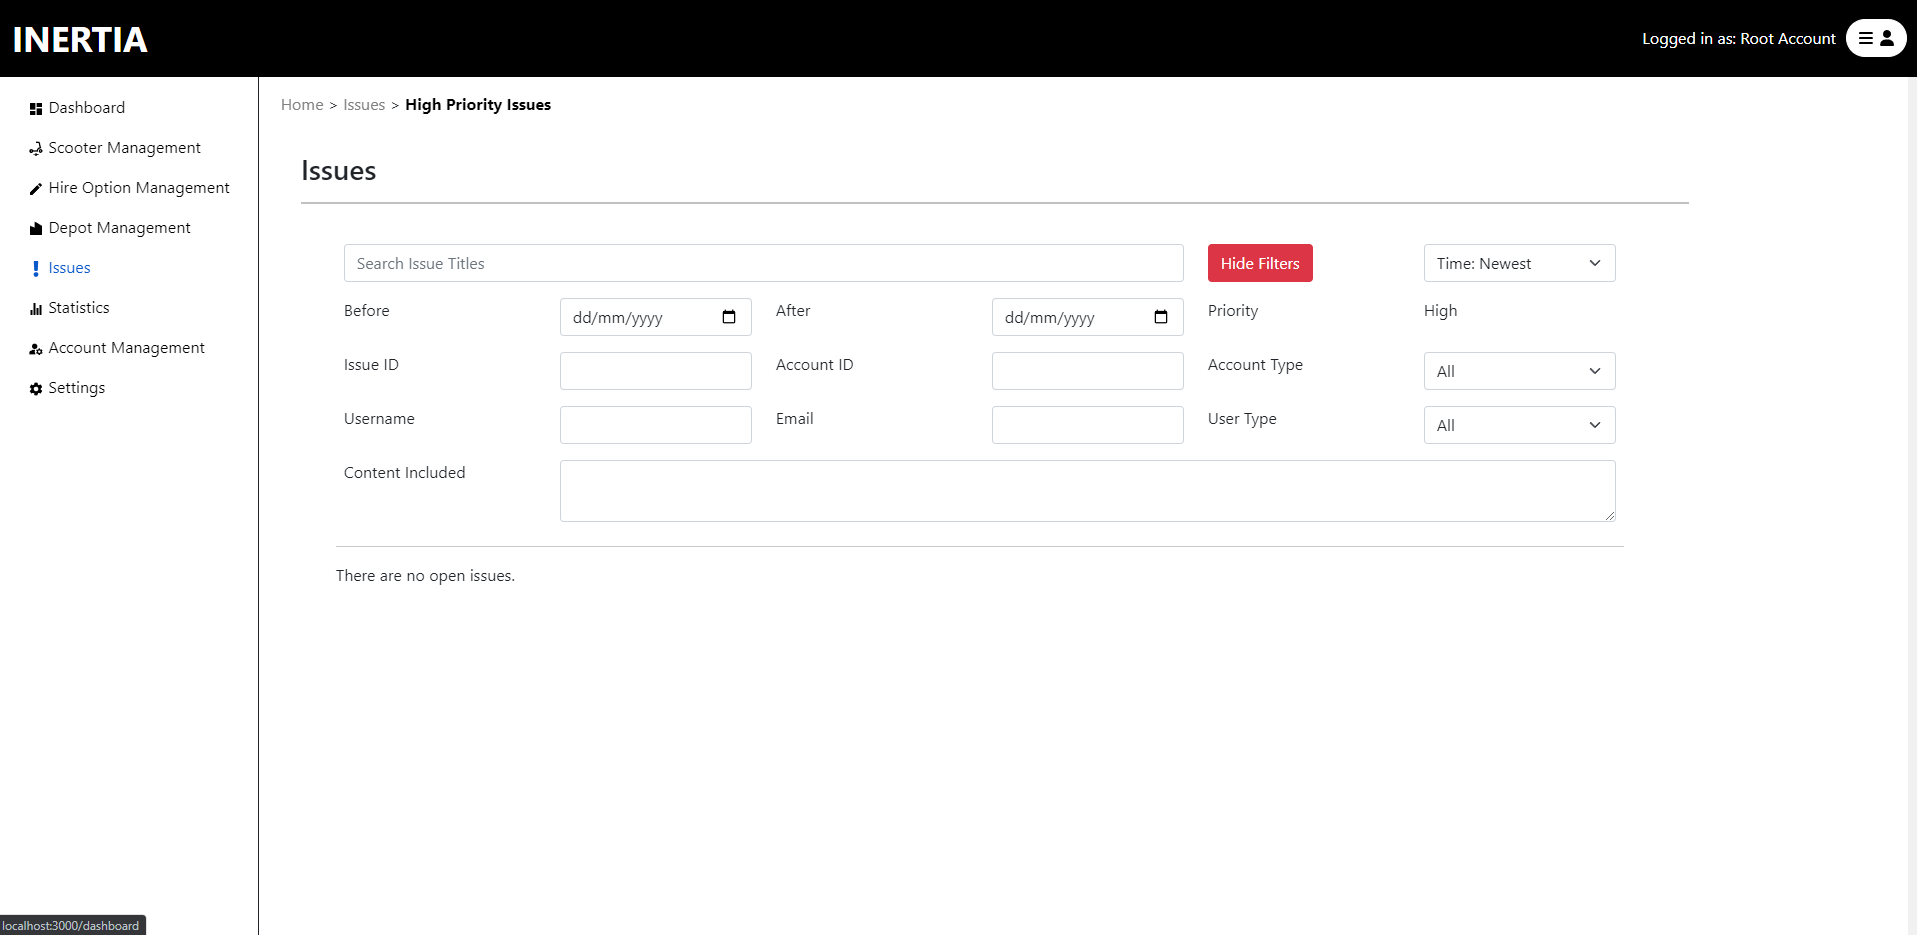 INERTIA
Logged in as: Root Account
Dashboard
Scooter Management
Hire Option Management
Depot Management
Issues
Statistics
Account Management
Settings
Home > Issues > High Priority Issues
Issues
Search Issue Titles
Hide Filters
Time: Newest
Before
dd/mm/yyyy
After
dd/mm/yyyy
Priority
High
Issue ID
Account ID
Account Type
All
Username
Email
User Type
All
Content Included
There are no open issues.
localhost:3000/dashboard